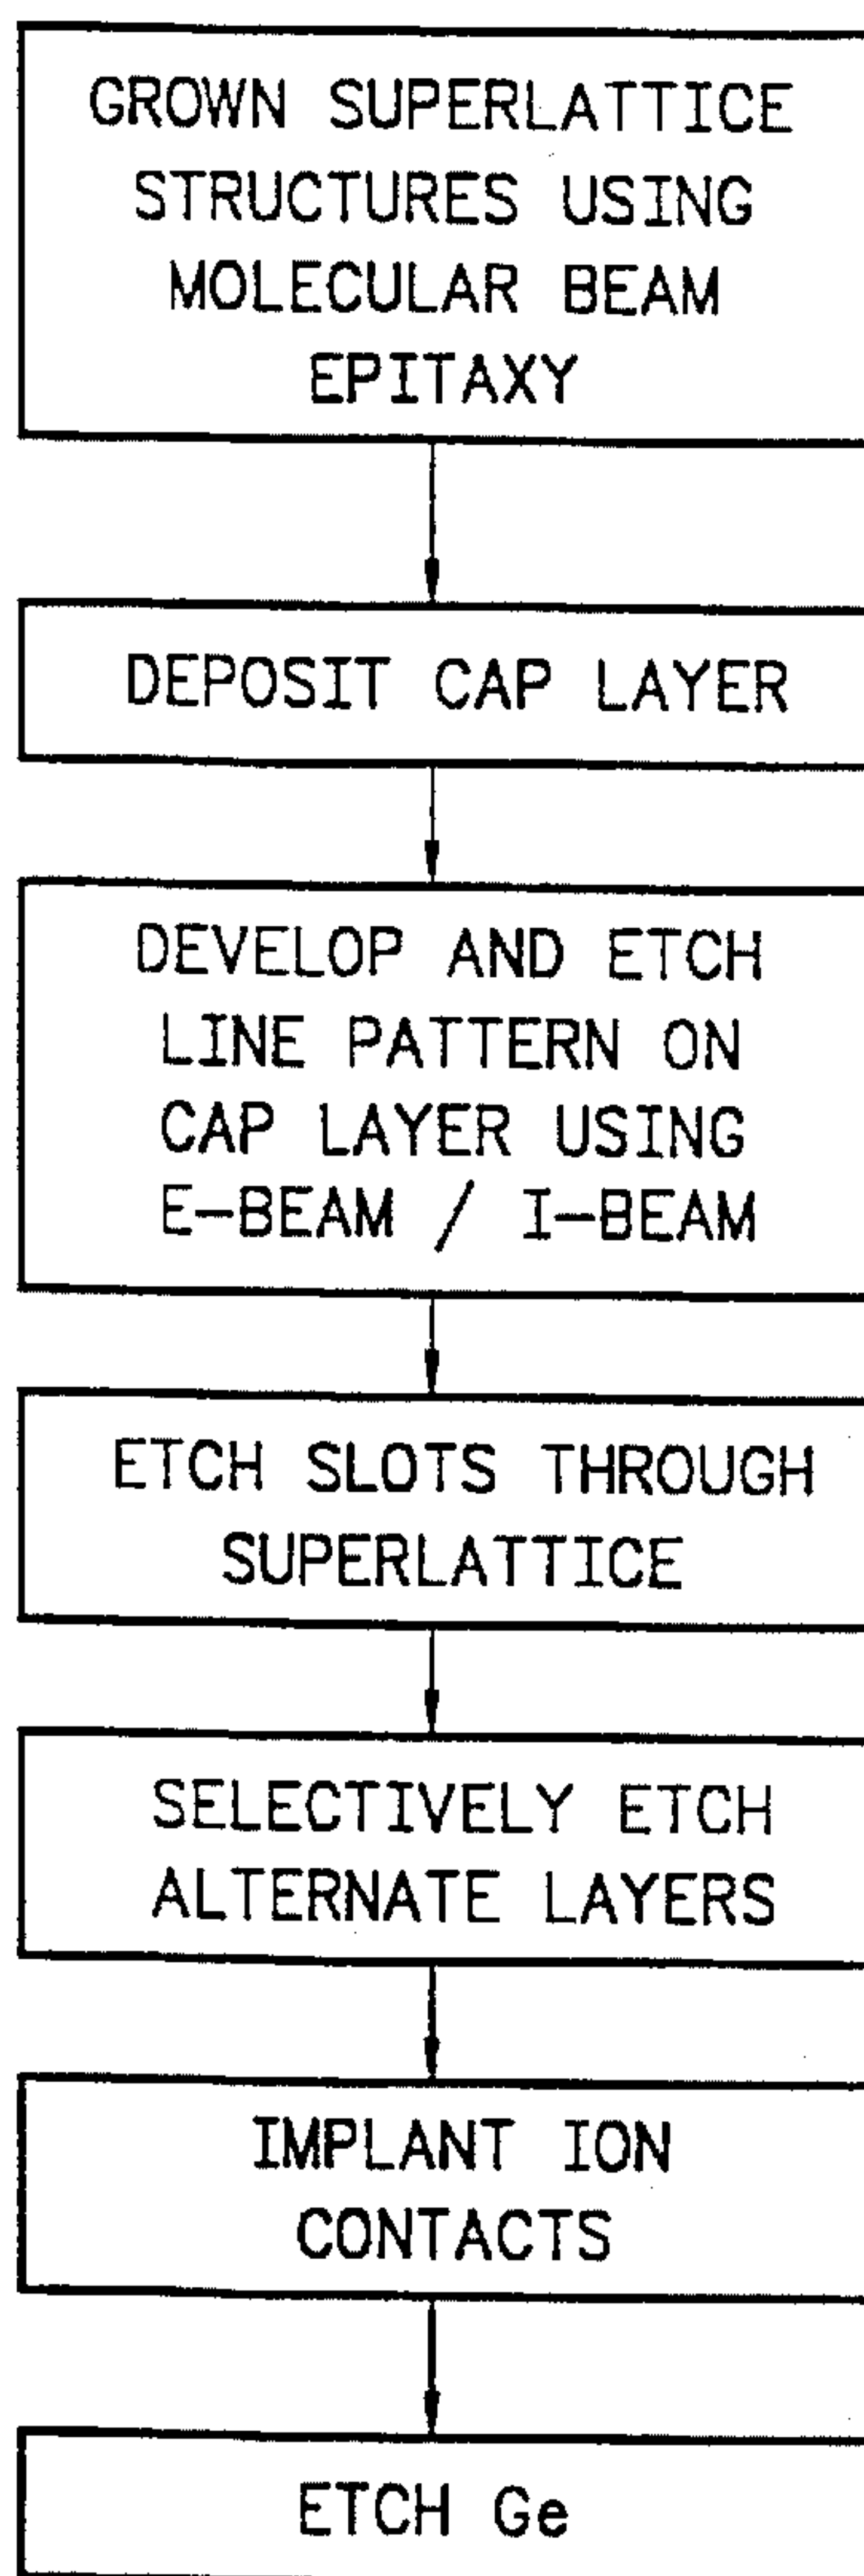 GROWN SUPERLATTICE
STRUCTURES USING
MOLECULAR BEAM
EPITAXY
DEPOSIT CAP LAYER
DEVELOP AND ETCH
LINE PATTERN ON
CAP LAYER USING
E-BEAM / I-BEAM
ETCH SLOTS THROUGH
SUPERLATTICE
SELECTIVELY ETCH
ALTERNATE LAYERS
IMPLANT ION
CONTACTS
ETCH Ge